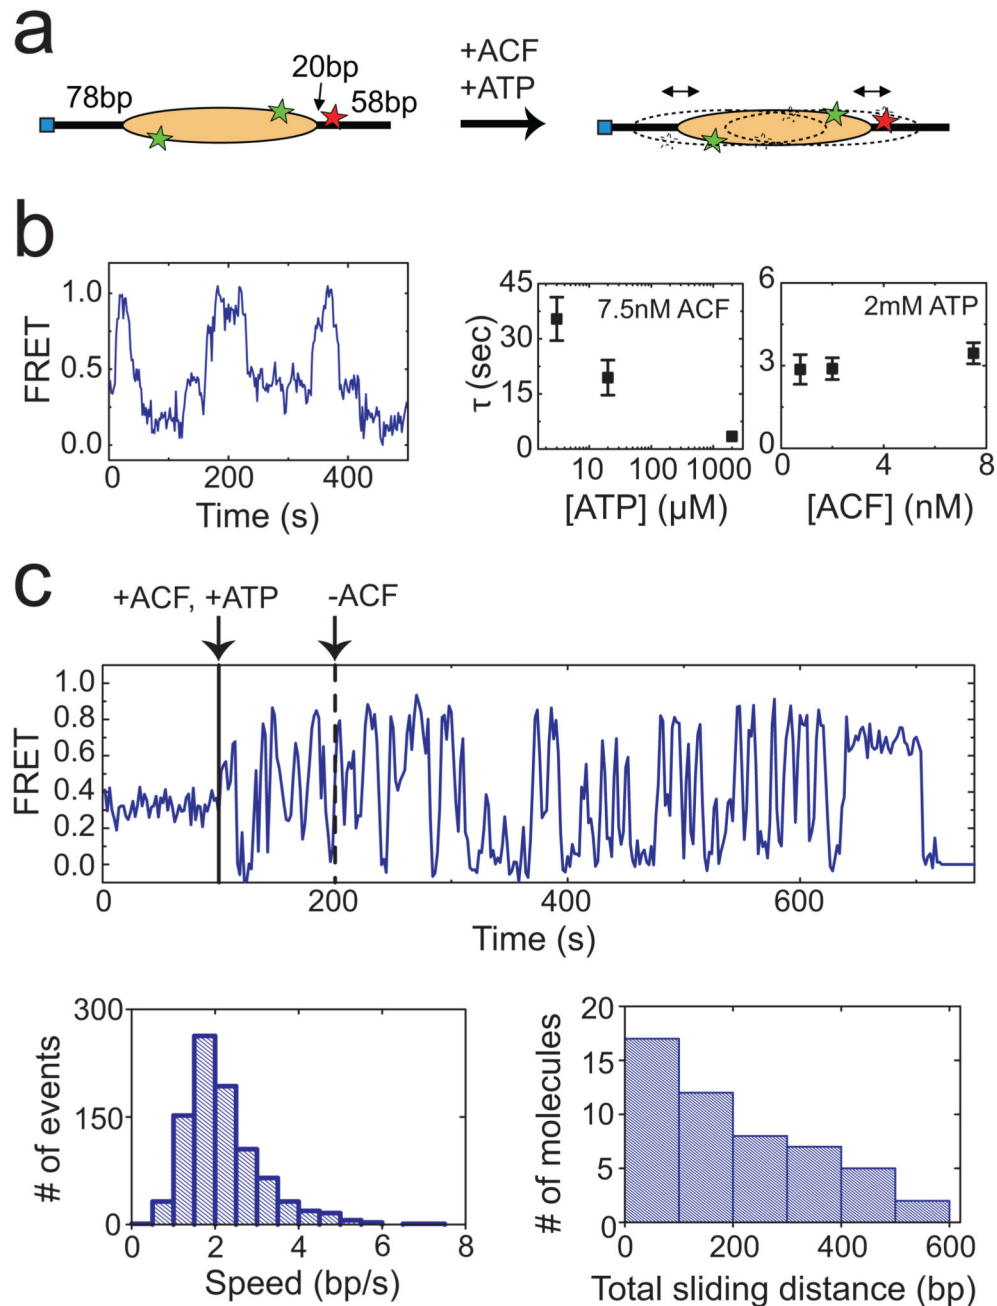 a
78bp
20bp
58bp
+ACF
+ATP
b
FRET
1.0
0.5
0.0
0 200 400
Time (s)
τ (sec)
45
30
15
0
7.5nM ACF
10 100 1000
[ATP] (µM)
6
3
0
2mM ATP
0 4 8
[ACF] (nM)
c
+ACF, +ATP
-ACF
FRET
1.0
0.8
0.6
0.4
0.2
0.0
0 200 400 600
Time (s)
# of events
300
150
0
0 2 4 6 8
Speed (bp/s)
# of molecules
20
15
10
5
0
0 200 400 600
Total sliding distance (bp)